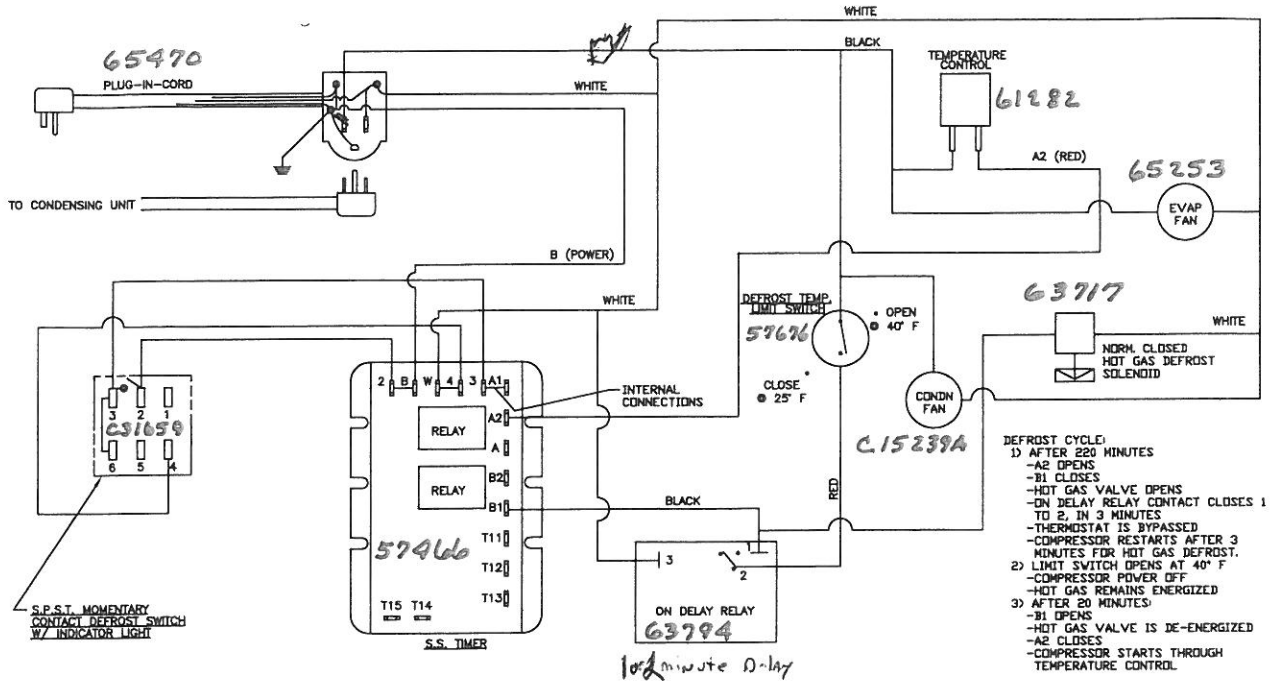 WHITE
65470
BLACK
TEMPERATURE
CONTROL
PLUG-IN-CORD
WHITE
61282
A2 (RED)
65253
TO CONDENSING UNIT
EVAP
FAN
B (POWER)
63717
WHITE
DEFROST TEMP.
LIMIT SWITCH
57676
OPEN
@ 40° F
WHITE
NORM. CLOSED
HOT GAS DEFROST
SOLENOID
CLOSE
@ 25° F
2 B W 4 3 A1
INTERNAL
CONNECTIONS
CONDN
FAN
C15239A
3 2 1
C31659
6 5 4
RELAY
A2
A
RELAY
B2
B1
BLACK
RED
57466
T11
T12
T13
T15 T14
S.S. TIMER
3 1
2
ON DELAY RELAY
63794
minute Delay
S.P.S.T. MOMENTARY
CONTACT DEFROST SWITCH
W/ INDICATOR LIGHT
DEFROST CYCLE:
1) AFTER 220 MINUTES
-A2 OPENS
-B1 CLOSES
-HOT GAS VALVE OPENS
-ON DELAY RELAY CONTACT CLOSES 1
TO 2, IN 3 MINUTES
-THERMOSTAT IS BYPASSED
-COMPRESSOR RESTARTS AFTER 3
MINUTES FOR HOT GAS DEFROST.
2) LIMIT SWITCH OPENS AT 40° F
-COMPRESSOR POWER OFF
-HOT GAS REMAINS ENERGIZED
3) AFTER 20 MINUTES:
-B1 OPENS
-HOT GAS VALVE IS DE-ENERGIZED
-A2 CLOSES
-COMPRESSOR STARTS THROUGH
TEMPERATURE CONTROL